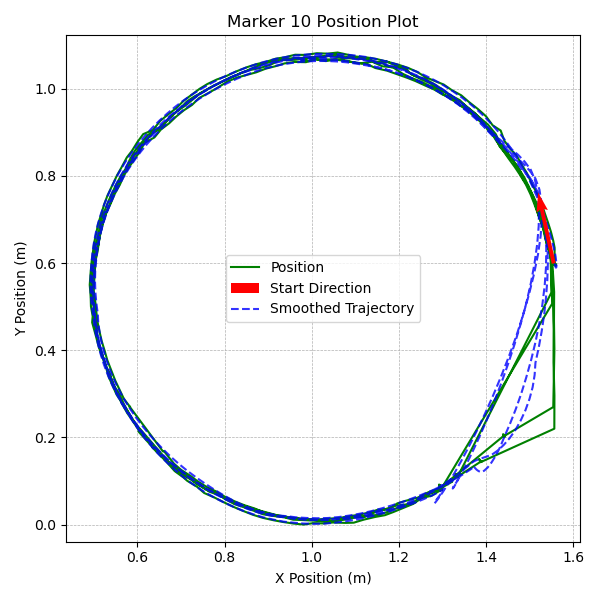 Marker 10 Position Plot
Y Position (m)
1.0
0.8
0.6
0.4
0.2
0.0
Position
Start Direction
Smoothed Trajectory
0.6 0.8 1.0 1.2 1.4 1.6
X Position (m)